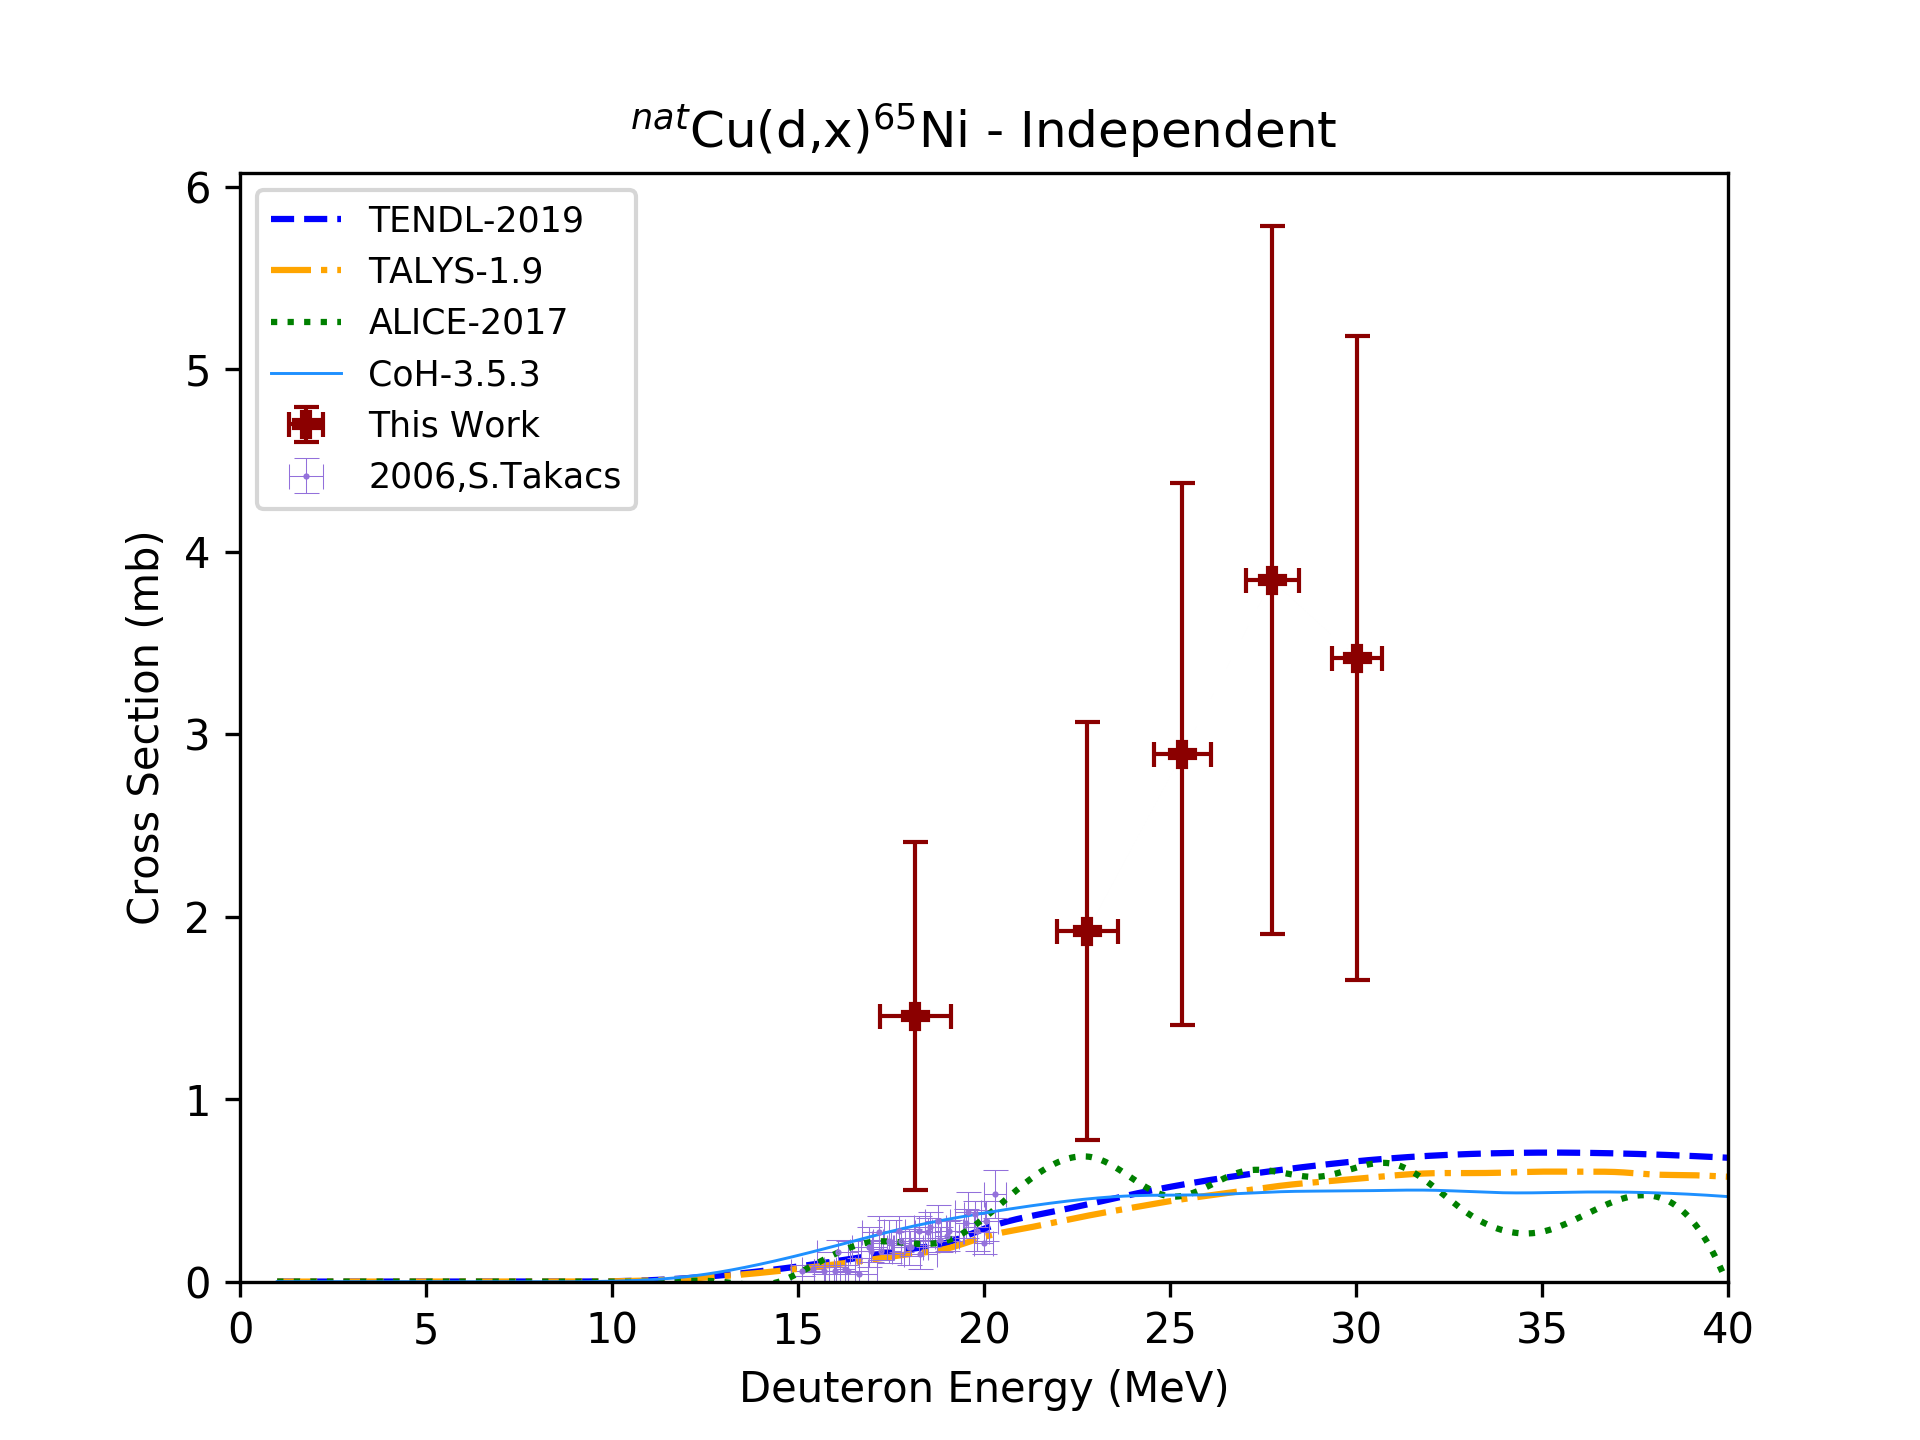 natCu(d,x)65Ni - Independent
TENDL-2019
TALYS-1.9
ALICE-2017
CoH-3.5.3
This Work
2006,S.Takacs
6
5
4
3
2
1
0
Cross Section (mb)
0 5 10 15 20 25 30 35 40
Deuteron Energy (MeV)